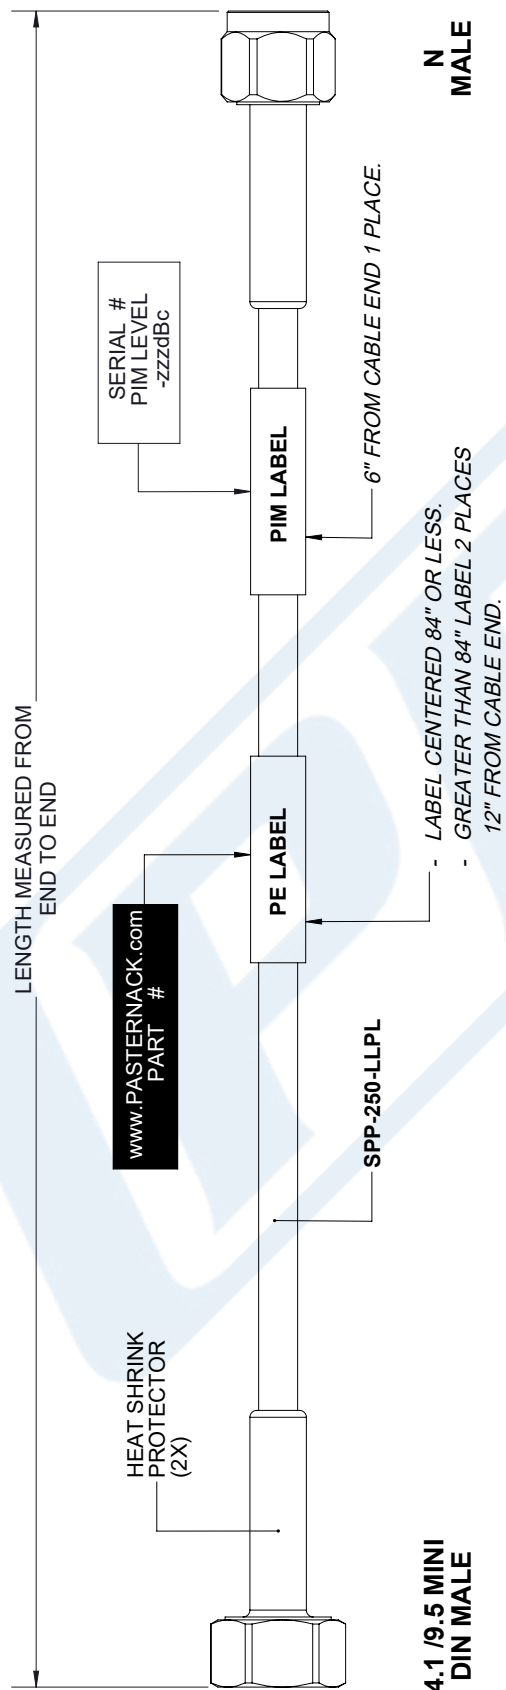 LENGTH MEASURED FROM
END TO END
HEAT SHRINK
PROTECTOR
(2X)
www.PASTERNACK.com
PART #
SERIAL #
PIM LEVEL
-zzzdBc
PE LABEL
PIM LABEL
SPP-250-LLPL
- LABEL CENTERED 84" OR LESS.
- GREATER THAN 84" LABEL 2 PLACES
12" FROM CABLE END.
6" FROM CABLE END 1 PLACE.
4.1 /9.5 MINI
DIN MALE
N
MALE